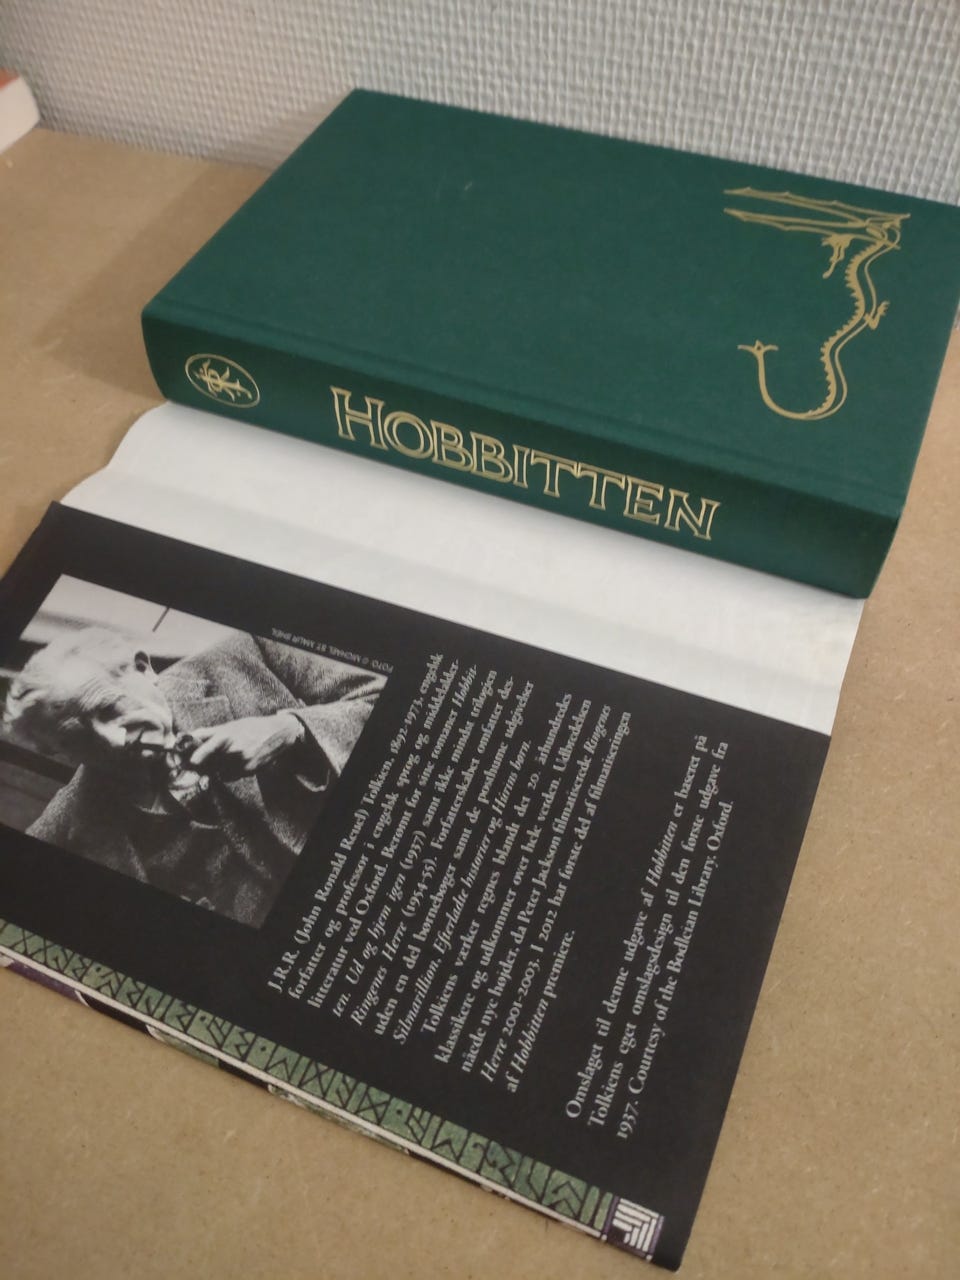 HOBBITTEN
FOTO: © MICHAEL ST. MAUR SHEIL
J.R.R. (John Ronald Reuel) Tolkien, 1892-1973, engelsk
forfatter og professor i engelsk sprog og middelalder-
litteratur ved Oxford. Berømt for sine romaner Hobbit-
ten. Ud og hjem igen (1937) samt ikke mindst trilogien
Ringenes Herre (1954-55). Forfatterskabet omfatter des-
uden en del børnebøger samt de posthume udgivelser
Silmarillion, Efterladte historier og Húrins børn.
Tolkiens værker regnes blandt det 20. århundredes
klassikere og udkommer over hele verden. Udbredelsen
nåede nye højder, da Peter Jackson filmatiserede Ringenes
Herre 2001-2003. I 2012 har første del af filmatiseringen
af Hobbitten premiere.
Omslaget til denne udgave af Hobbitten er baseret på
Tolkiens eget omslagsdesign til den første udgave fra
1937. Courtesy of the Bodleian Library, Oxford.